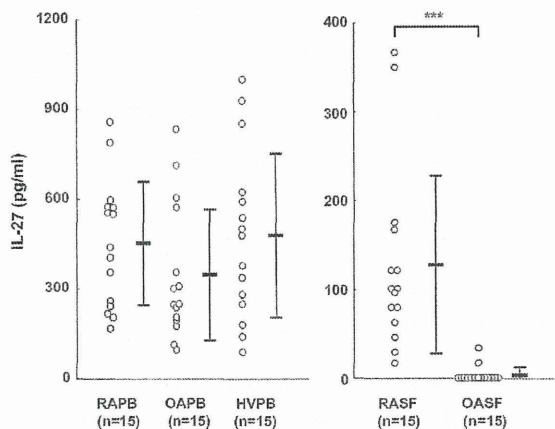 1200
900
600
300
0
IL-27 (pg/ml)
RAPB OAPB HVPB
(n=15) (n=15) (n=15)
400
300
200
100
0
***
RASF OASF
(n=15) (n=15)